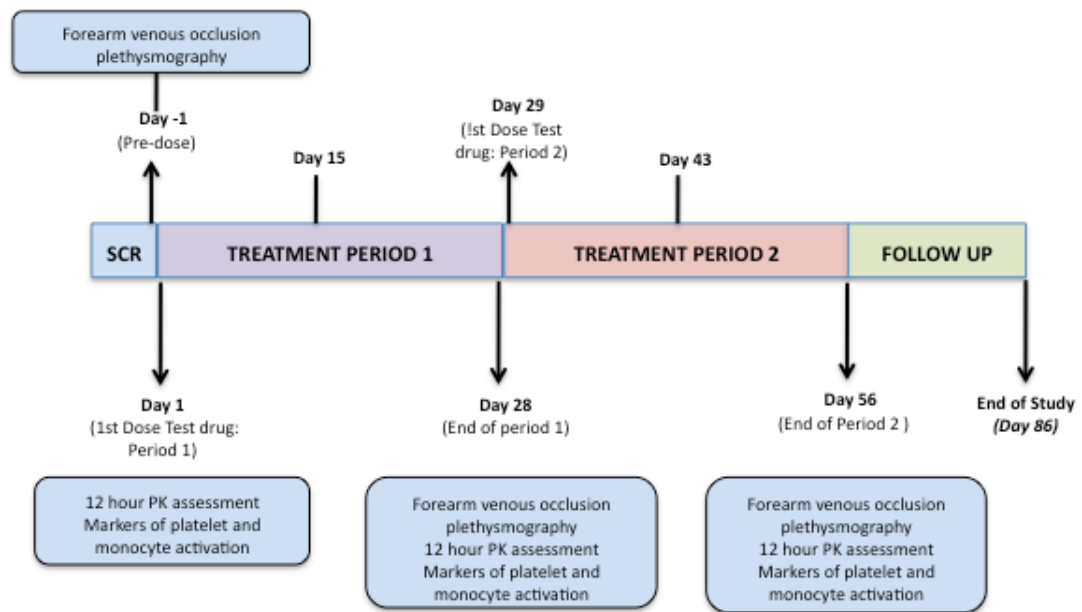 Forearm venous occlusion
plethysmography
Day -1
(Pre-dose)
Day 15
Day 29
(!st Dose Test
drug: Period 2)
Day 43
SCR
TREATMENT PERIOD 1
TREATMENT PERIOD 2
FOLLOW UP
Day 1
(1st Dose Test drug:
Period 1)
Day 28
(End of period 1)
Day 56
(End of Period 2 )
End of Study
(Day 86)
12 hour PK assessment
Markers of platelet and
monocyte activation
Forearm venous occlusion
plethysmography
12 hour PK assessment
Markers of platelet and
monocyte activation
Forearm venous occlusion
plethysmography
12 hour PK assessment
Markers of platelet and
monocyte activation